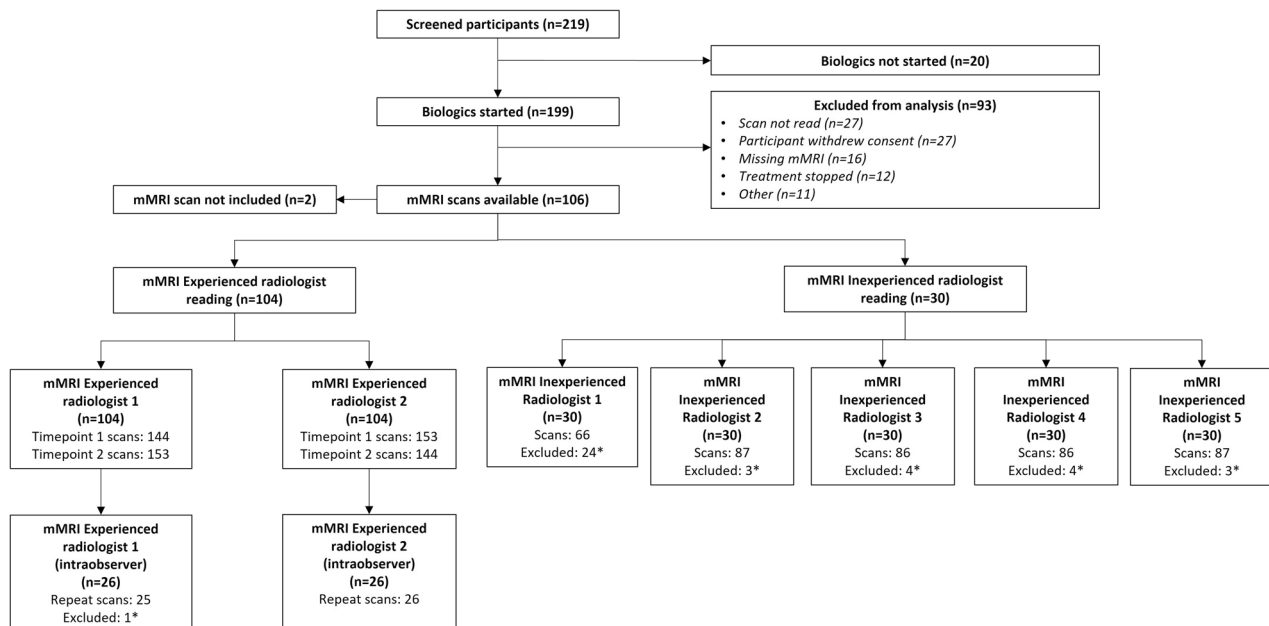 Screened participants (n=219)
Biologics not started (n=20)
Biologics started (n=199)
Excluded from analysis (n=93)
• Scan not read (n=27)
• Participant withdrew consent (n=27)
• Missing mMRI (n=16)
• Treatment stopped (n=12)
• Other (n=11)
mMRI scan not included (n=2)
mMRI scans available (n=106)
mMRI Experienced radiologist
reading (n=104)
mMRI Inexperienced radiologist
reading (n=30)
mMRI Experienced
radiologist 1
(n=104)
Timepoint 1 scans: 144
Timepoint 2 scans: 153
mMRI Experienced
radiologist 2
(n=104)
Timepoint 1 scans: 153
Timepoint 2 scans: 144
mMRI Inexperienced
Radiologist 1
(n=30)
Scans: 66
Excluded: 24*
mMRI
Inexperienced
Radiologist 2
(n=30)
Scans: 87
Excluded: 3*
mMRI
Inexperienced
Radiologist 3
(n=30)
Scans: 86
Excluded: 4*
mMRI
Inexperienced
Radiologist 4
(n=30)
Scans: 86
Excluded: 4*
mMRI
Inexperienced
Radiologist 5
(n=30)
Scans: 87
Excluded: 3*
mMRI Experienced
radiologist 1
(intraobserver)
(n=26)
Repeat scans: 25
Excluded: 1*
mMRI Experienced
radiologist 2
(intraobserver)
(n=26)
Repeat scans: 26